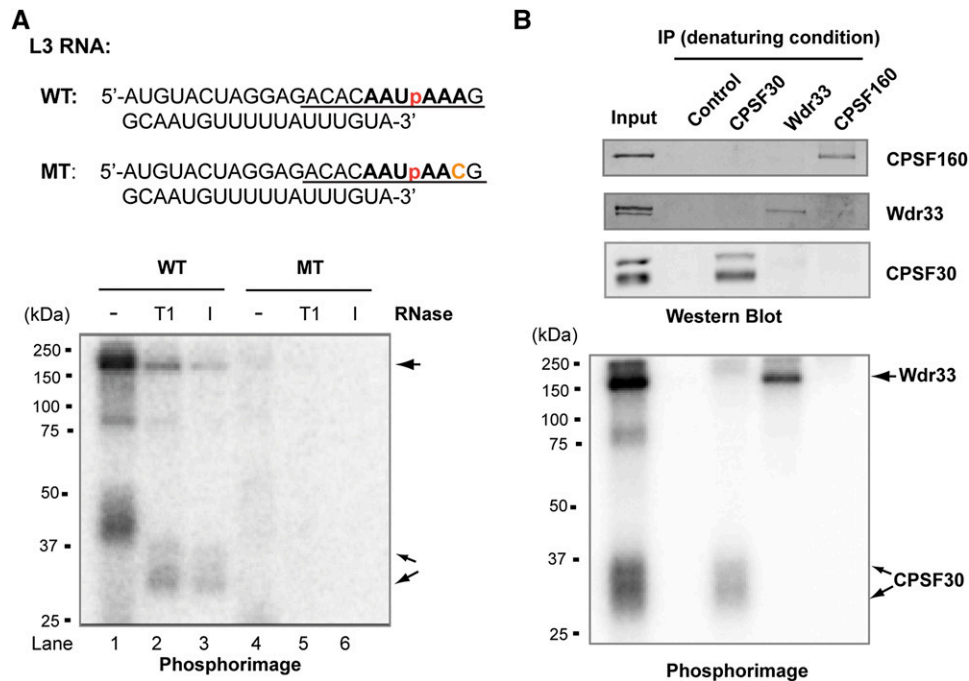 A
L3 RNA:
WT: 5'-AUGUACUAGGAGACACAAUpAAAG
GCAAUGUUUUUAUUUGUA-3'
MT: 5'-AUGUACUAGGAGACACAAUpAACG
GCAAUGUUUUUAUUUGUA-3'
WT MT
(kDa) - T1 I - T1 I RNase
250
150
100
75
50
37
25
Lane 1 2 3 4 5 6
Phosphorimage
B
IP (denaturing condition)
Input Control CPSF30 Wdr33 CPSF160
CPSF160
Wdr33
CPSF30
Western Blot
(kDa)
250
Wdr33
150
100
75
50
37
CPSF30
25
Phosphorimage